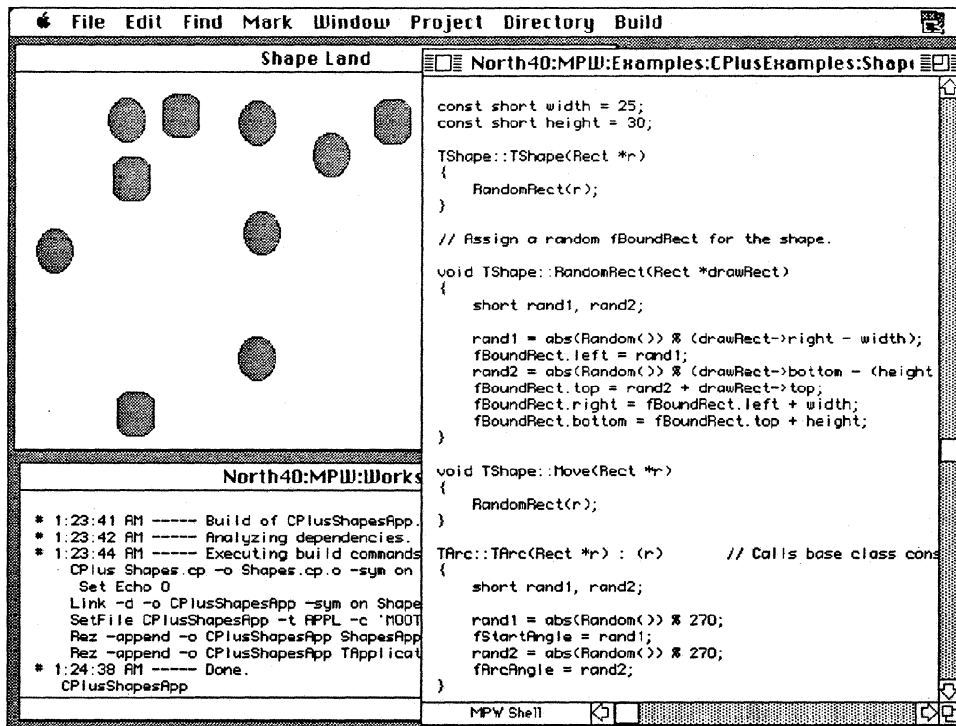 File Edit Find Mark Window Project Directory Build
Shape Land
North40:MPW:Examples:CPlusExamples:Shap
const short width = 25;
const short height = 30;
TShape::TShape(Rect *r)
{
RandomRect(r);
}
// Assign a random fBoundRect for the shape.
void TShape::RandomRect(Rect *drawRect)
{
short rand1, rand2;
rand1 = abs(Random()) % (drawRect->right - width);
fBoundRect.left = rand1;
rand2 = abs(Random()) % (drawRect->bottom - (height
fBoundRect.top = rand2 + drawRect->top;
fBoundRect.right = fBoundRect.left + width;
fBoundRect.bottom = fBoundRect.top + height;
}
void TShape::Move(Rect *r)
{
RandomRect(r);
}
TArc::TArc(Rect *r) : (r) // Calls base class cons
{
short rand1, rand2;
rand1 = abs(Random()) % 270;
fStartAngle = rand1;
rand2 = abs(Random()) % 270;
fArcAngle = rand2;
}
MPW Shell
North40:MPW:Works
# 1:23:41 AM ----- Build of CPlusShapesApp.
# 1:23:42 AM ----- Analyzing dependencies.
# 1:23:44 AM ----- Executing build commands
CPlus Shapes.cp -o Shapes.cp.o -sym on
Set Echo 0
Link -d -o CPlusShapesApp -sym on Shape
SetFile CPlusShapesApp -t APPL -c 'MOOT
Rez -append -o CPlusShapesApp ShapesApp
Rez -append -o CPlusShapesApp TApplicat
# 1:24:38 AM ----- Done.
CPlusShapesApp